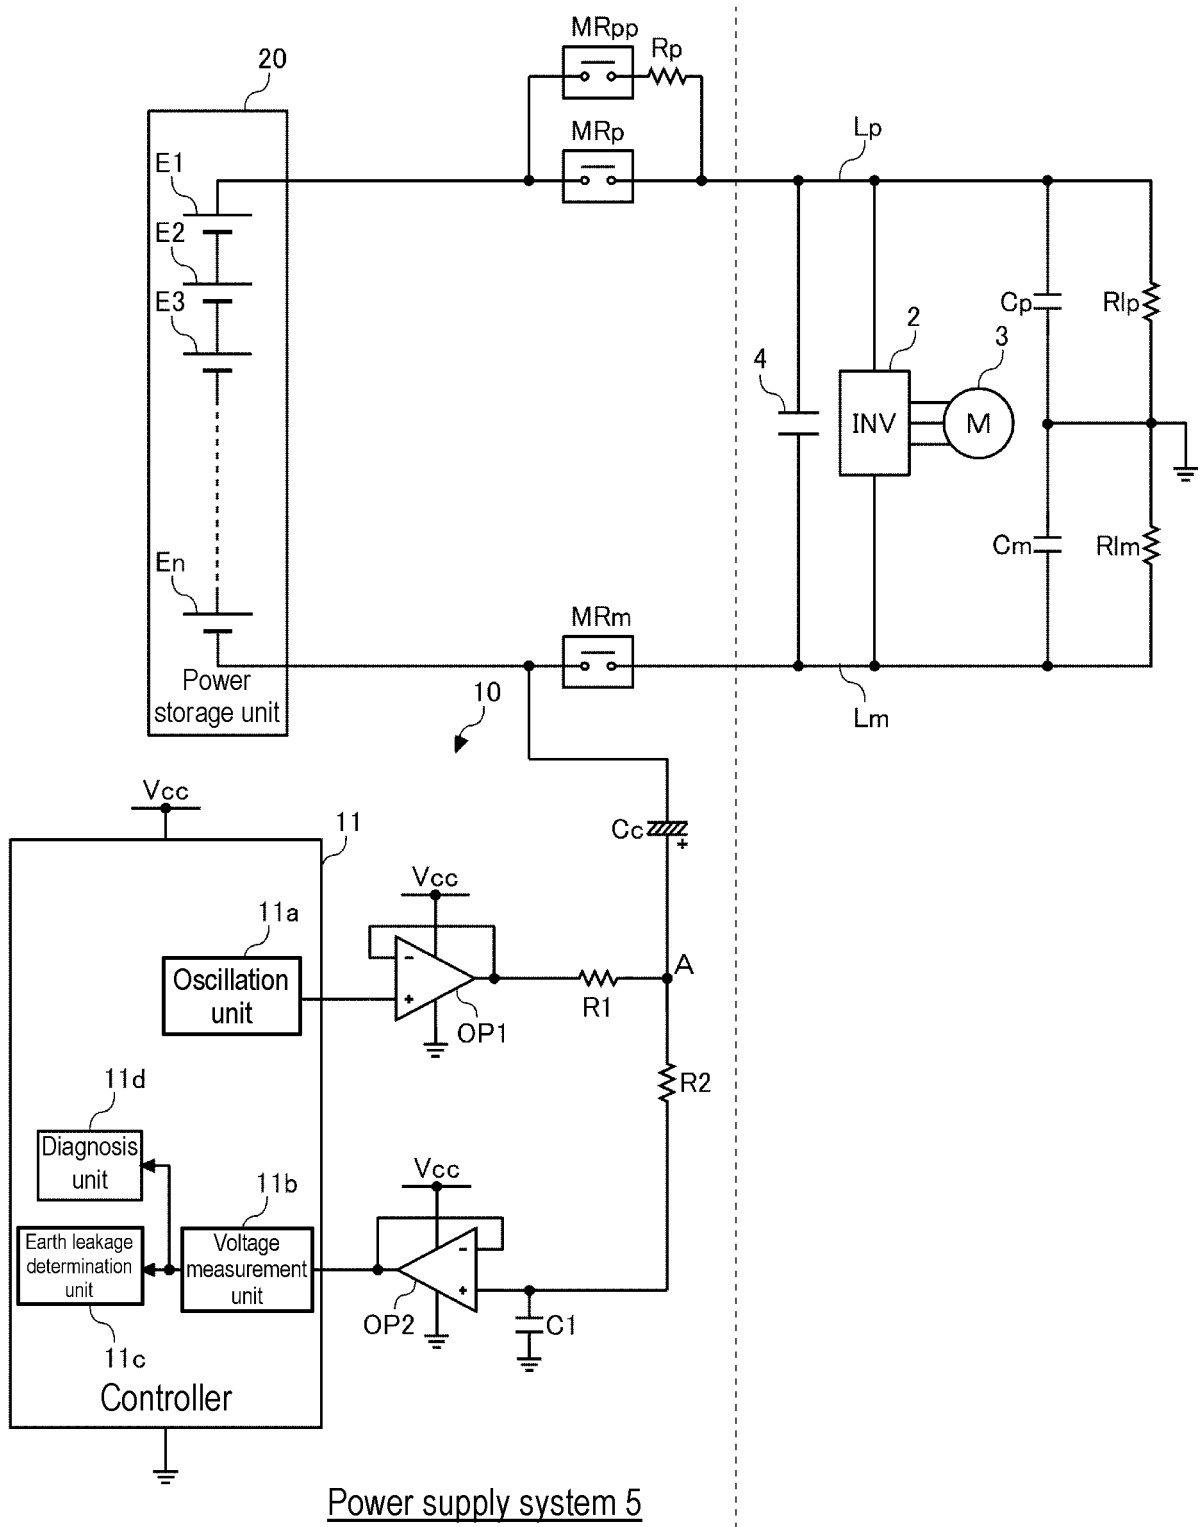 MRpp
Rp
20
MRp
Lp
E1
E2
E3
Cp
Rlp
2
3
4
INV
M
Cm
Rlm
En
MRm
Power
storage unit
10
Lm
Vcc
11
Cc
+
Vcc
11a
Oscillation
unit
-
+
A
R1
OP1
R2
11d
Diagnosis
unit
Vcc
11b
Earth leakage
determination
unit
Voltage
measurement
unit
-
+
OP2
C1
11c
Controller
Power supply system 5